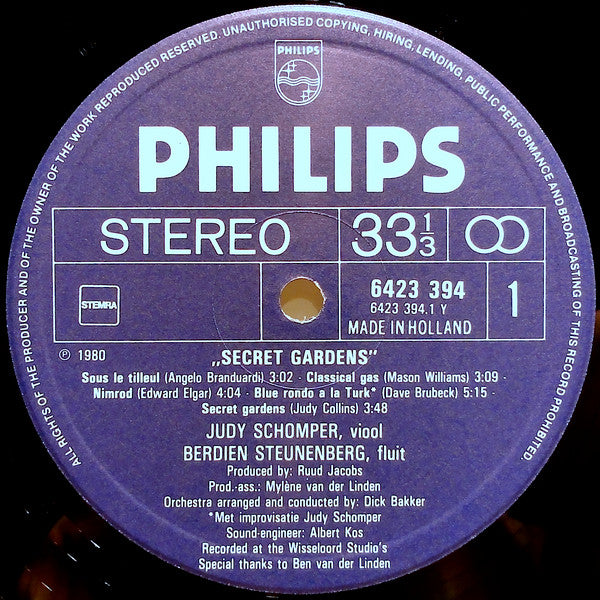 ALL RIGHTS OF THE PRODUCER AND OF THE OWNER OF THE WORK REPRODUCED RESERVED. UNAUTHORISED COPYING, HIRING, LENDING, PUBLIC PERFORMANCE AND BROADCASTING OF THIS RECORD PROHIBITED.
PHILIPS
PHILIPS
STEREO 33 1/3
STEMRA
6423 394
6423 394.1 Y
MADE IN HOLLAND
1
℗ 1980
„SECRET GARDENS"
Sous le tilleul (Angelo Branduardi) 3:02 · Classical gas (Mason Williams) 3:09 ·
Nimrod (Edward Elgar) 4:04 · Blue rondo a la Turk* (Dave Brubeck) 5:15 ·
Secret gardens (Judy Collins) 3:48
JUDY SCHOMPER, viool
BERDIEN STEUNENBERG, fluit
Produced by: Ruud Jacobs
Prod.-ass.: Mylène van der Linden
Orchestra arranged and conducted by: Dick Bakker
*Met improvisatie Judy Schomper
Sound-engineer: Albert Kos
Recorded at the Wisseloord Studio's
Special thanks to Ben van der Linden